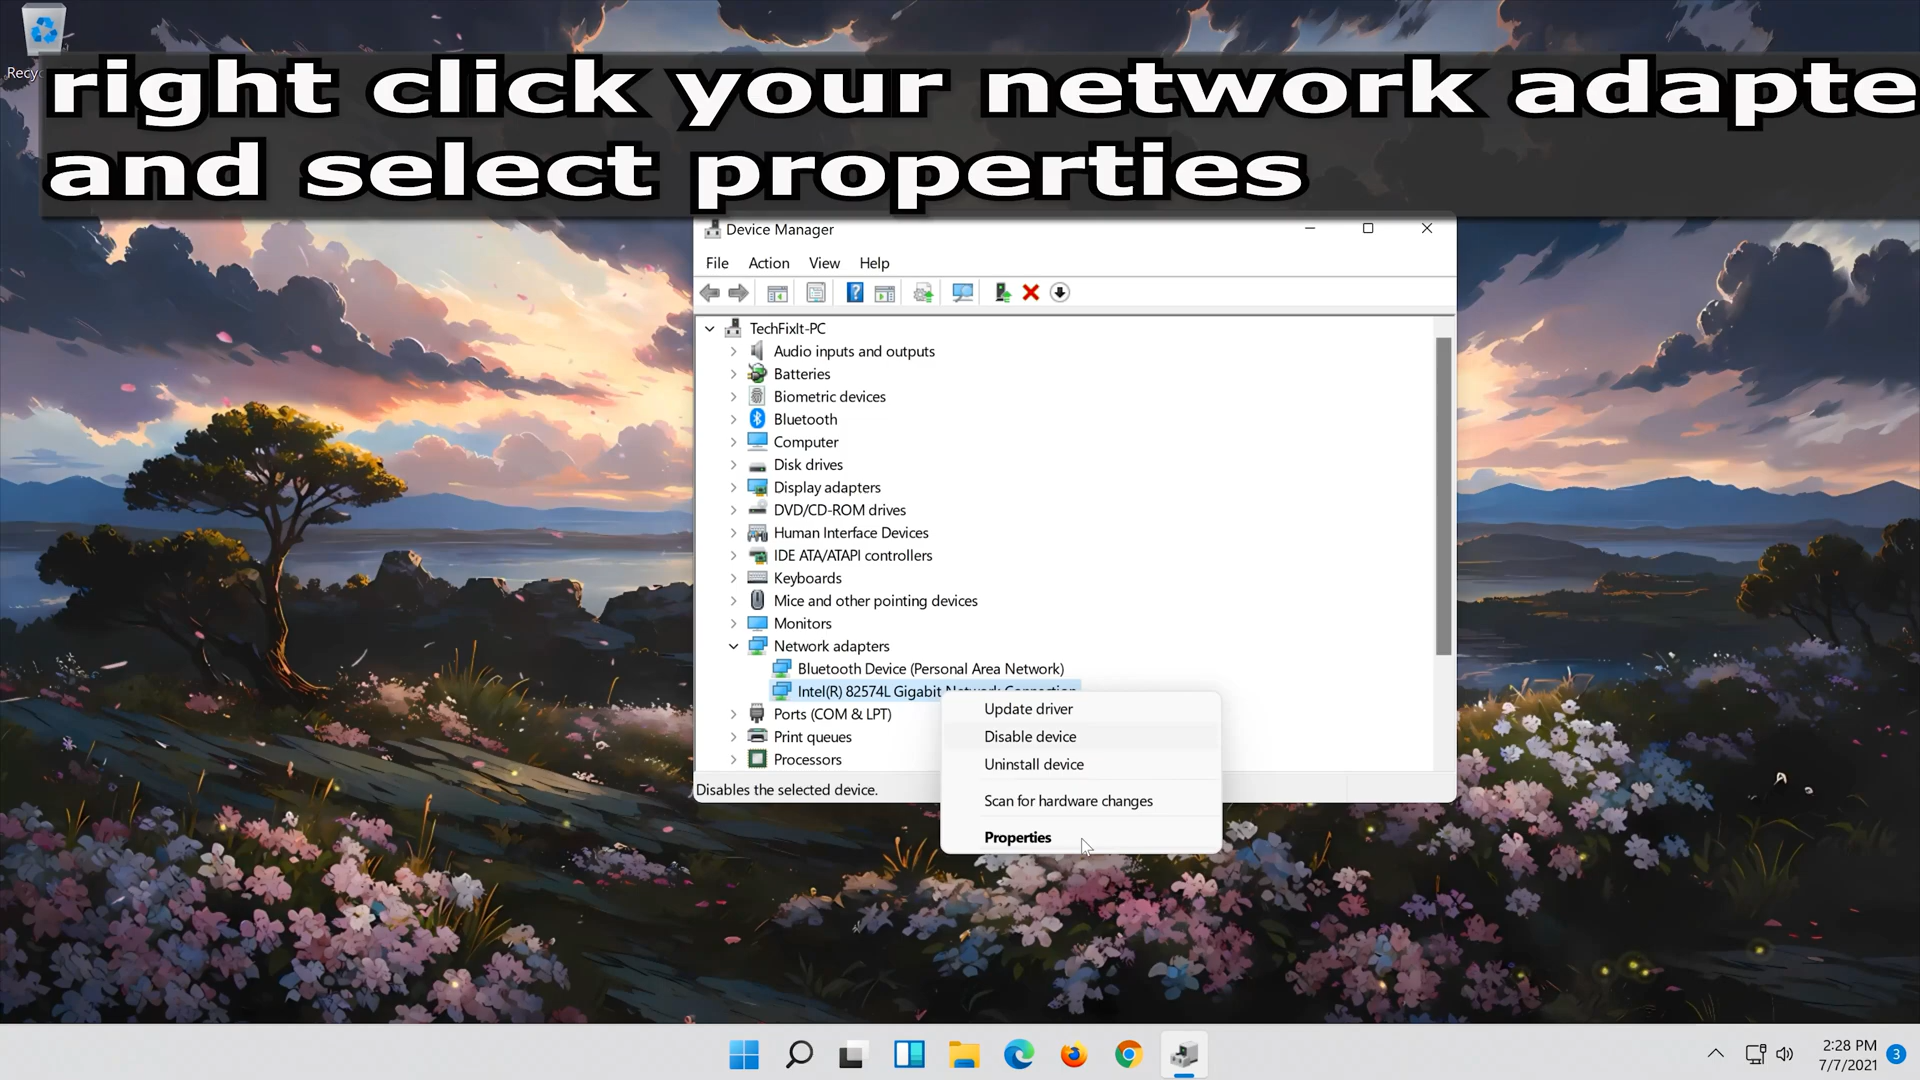 Recy
right click your network adapte
and select properties
Device Manager
File Action View Help
TechFixIt-PC
Audio inputs and outputs
Batteries
Biometric devices
Bluetooth
Computer
Disk drives
Display adapters
DVD/CD-ROM drives
Human Interface Devices
IDE ATA/ATAPI controllers
Keyboards
Mice and other pointing devices
Monitors
Network adapters
Bluetooth Device (Personal Area Network)
Intel(R) 82574L Gigabit Network Connection
Ports (COM & LPT)
Print queues
Processors
Disables the selected device.
Update driver
Disable device
Uninstall device
Scan for hardware changes
Properties
2:28 PM
7/7/2021
3